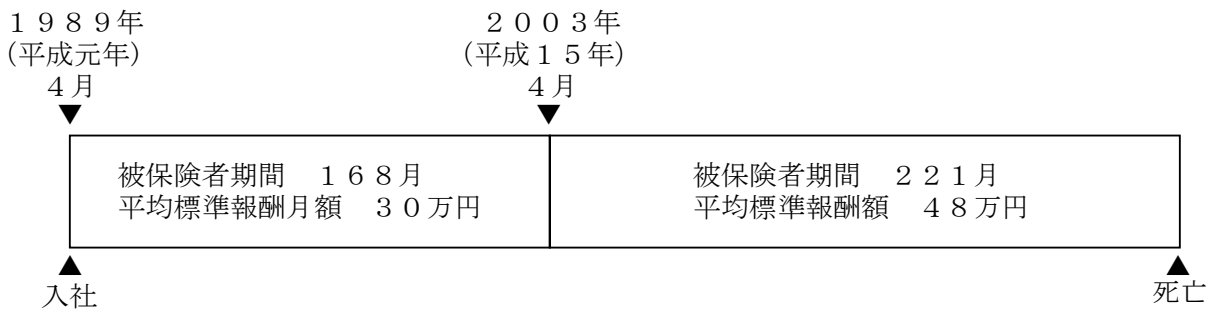 １９８９年
(平成元年)
４月
▼
２００３年
(平成１５年)
４月
▼
被保険者期間　１６８月
平均標準報酬月額　３０万円
被保険者期間　２２１月
平均標準報酬額　４８万円
▲
入社
▲
死亡